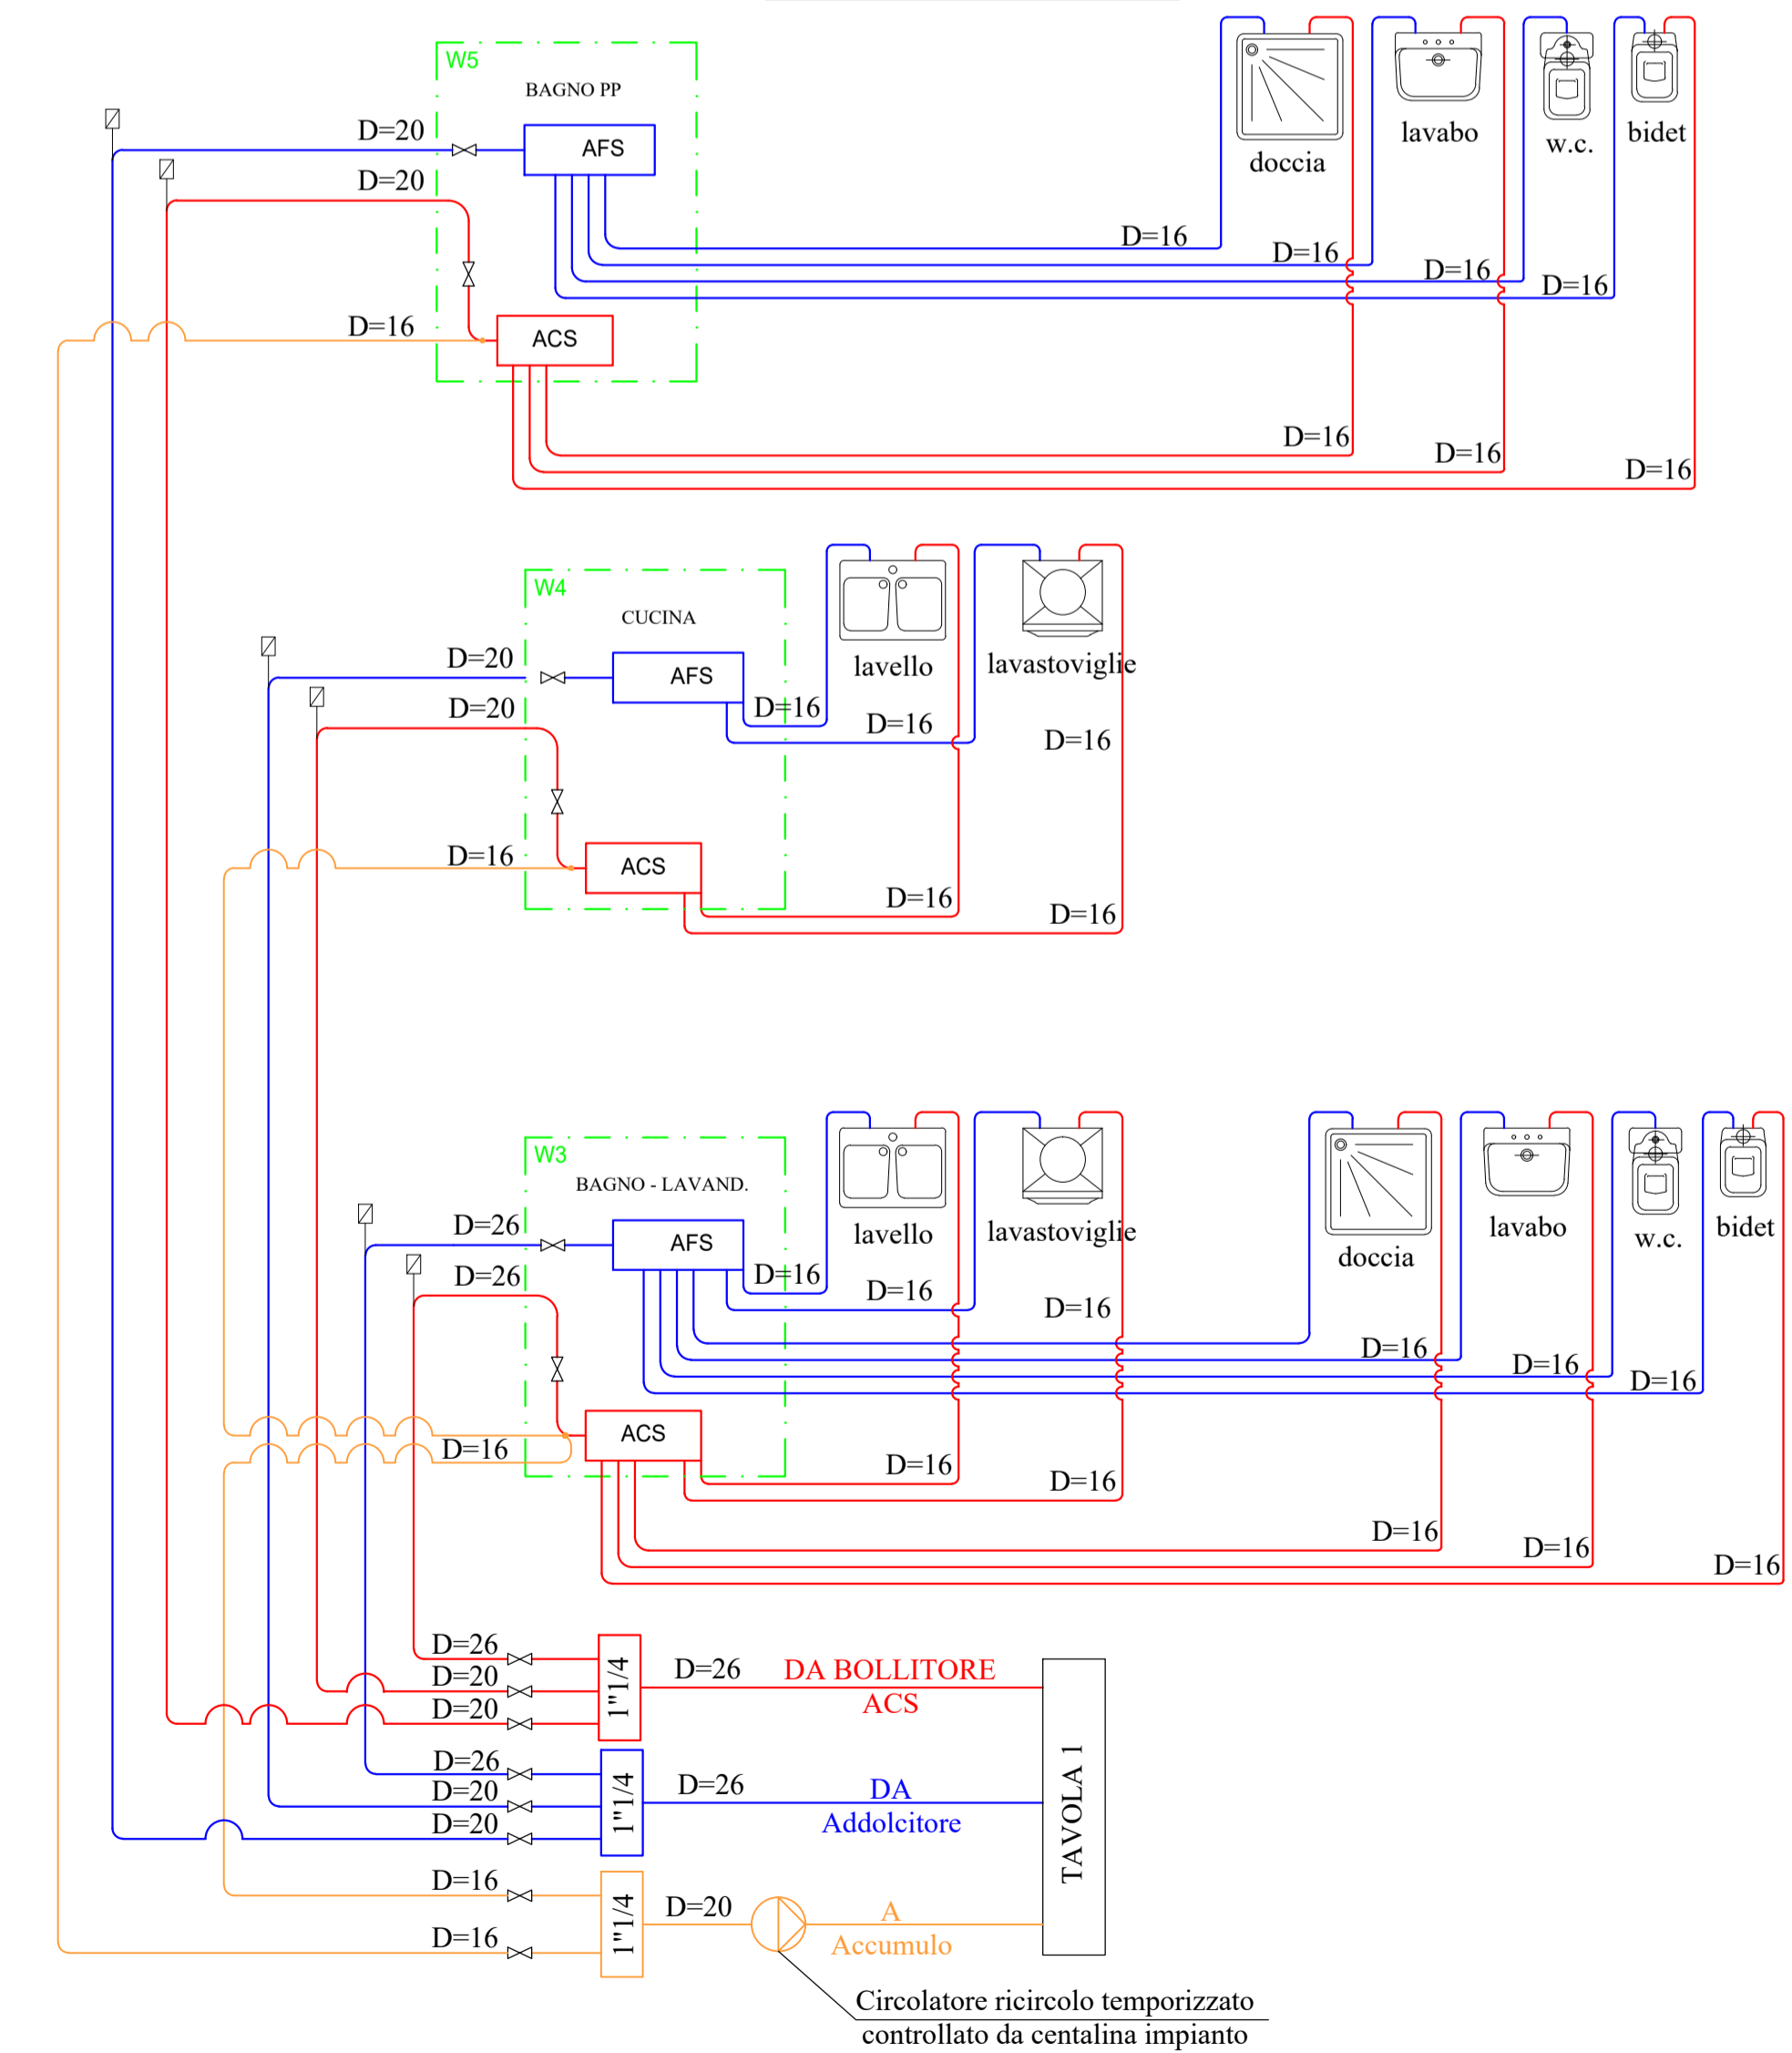 W5
BAGNO PP
D=20
AFS
D=20
D=16
ACS
doccia
lavabo
w.c.
bidet
D=16
D=16
D=16
D=16
D=16
D=16
D=16
W4
CUCINA
D=20
AFS
D=20
D=16
ACS
lavello
lavastoviglie
D=16
D=16
D=16
D=16
D=16
W3
BAGNO - LAVAND.
D=26
AFS
D=26
D=16
ACS
lavello
lavastoviglie
doccia
lavabo
w.c.
bidet
D=16
D=16
D=16
D=16
D=16
D=16
D=16
D=16
D=16
D=16
D=16
D=26
D=20
D=20
1"1/4
D=26
DA BOLLITORE
ACS
D=26
D=20
D=20
1"1/4
D=26
DA
Addolcitore
D=16
D=16
1"1/4
D=20
A
Accumulo
TAVOLA 1
Circolatore ricircolo temporizzato
controllato da centalina impianto